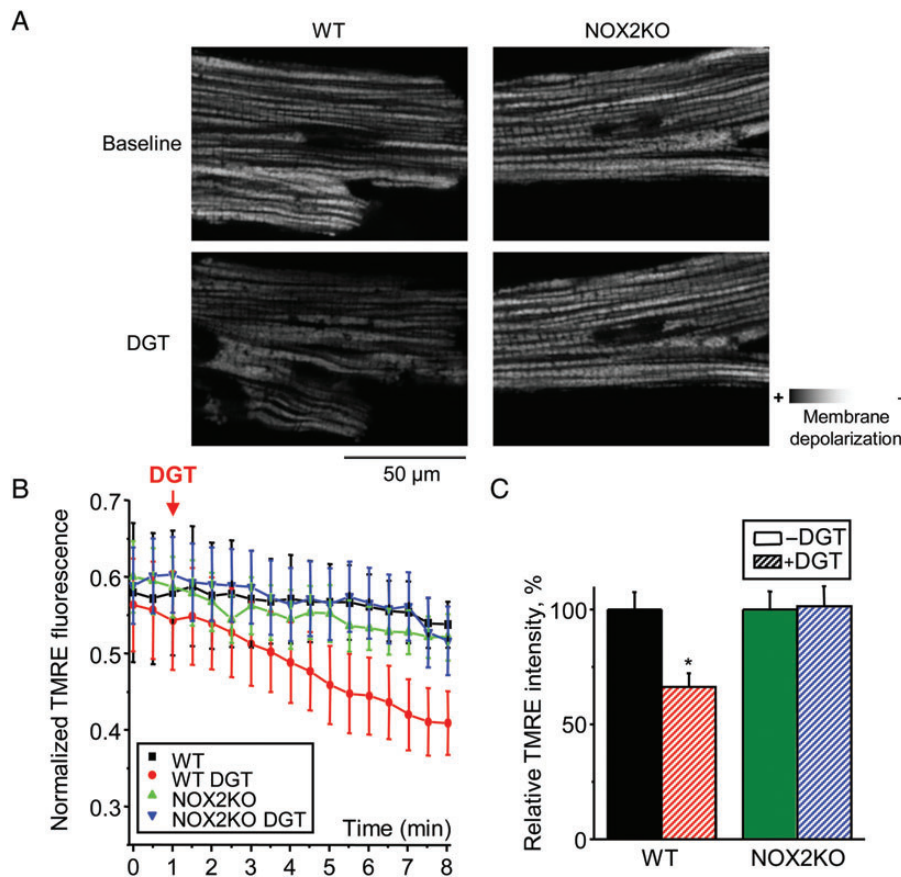 A
WT
NOX2KO
Baseline
DGT
+
-
Membrane
depolarization
50 µm
B
DGT
Normalized TMRE fluorescence
0.7
0.6
0.5
0.4
0.3
WT
WT DGT
NOX2KO
NOX2KO DGT
Time (min)
0 1 2 3 4 5 6 7 8
C
Relative TMRE intensity, %
–DGT
+DGT
100
50
0
*
WT
NOX2KO